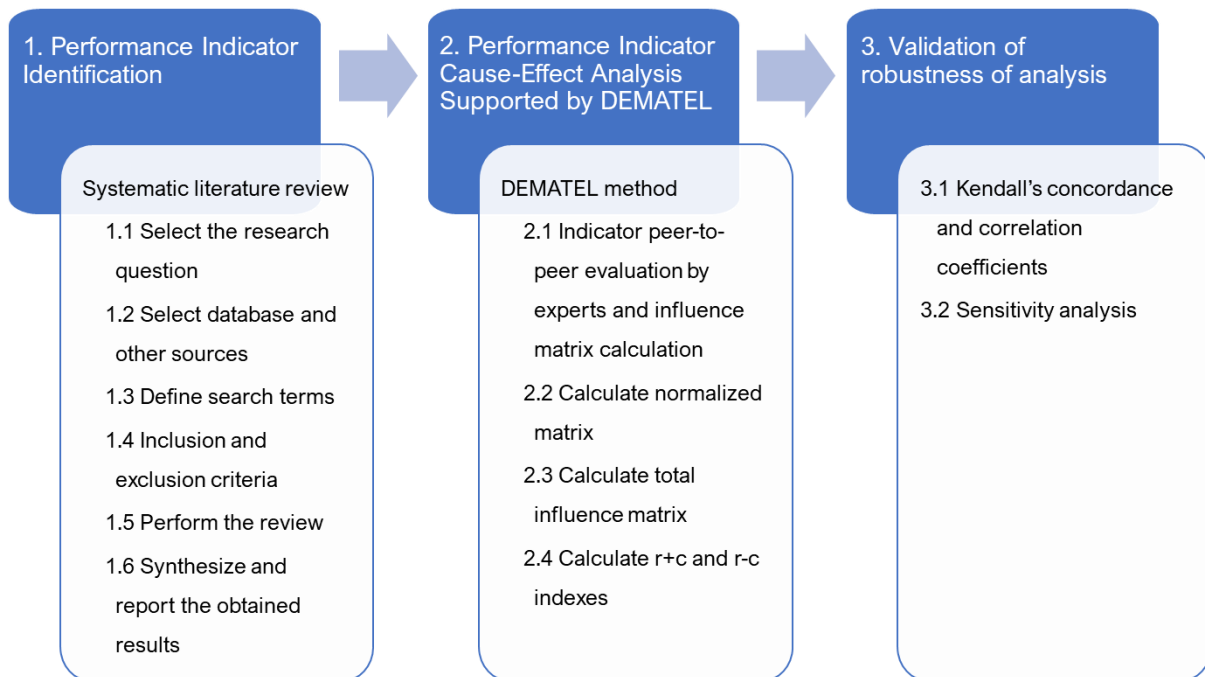 1. Performance Indicator
Identification
Systematic literature review
1.1 Select the research
question
1.2 Select database and
other sources
1.3 Define search terms
1.4 Inclusion and
exclusion criteria
1.5 Perform the review
1.6 Synthesize and
report the obtained
results
2. Performance Indicator
Cause-Effect Analysis
Supported by DEMATEL
DEMATEL method
2.1 Indicator peer-to-
peer evaluation by
experts and influence
matrix calculation
2.2 Calculate normalized
matrix
2.3 Calculate total
influence matrix
2.4 Calculate r+c and r-c
indexes
3. Validation of
robustness of analysis
3.1 Kendall's concordance
and correlation
coefficients
3.2 Sensitivity analysis